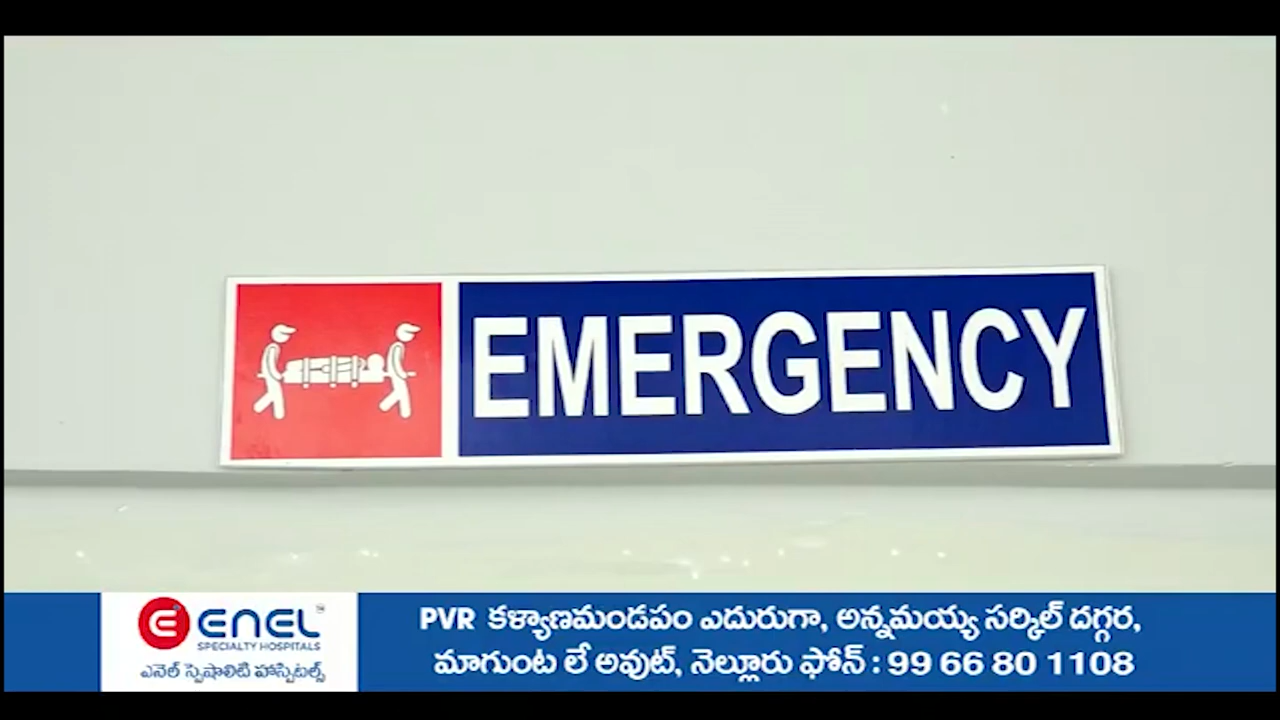 EMERGENCY
ENEL
SPECIALTY HOSPITALS
ఎనెల్ స్పెషాలిటి హాస్పిటల్స్
PVR కళ్యాణమండపం ఎదురుగా, అన్నమయ్య సర్కిల్ దగ్గర,
మాగుంట లే అవుట్, నెల్లూరు ఫోన్ : 99 66 80 1108